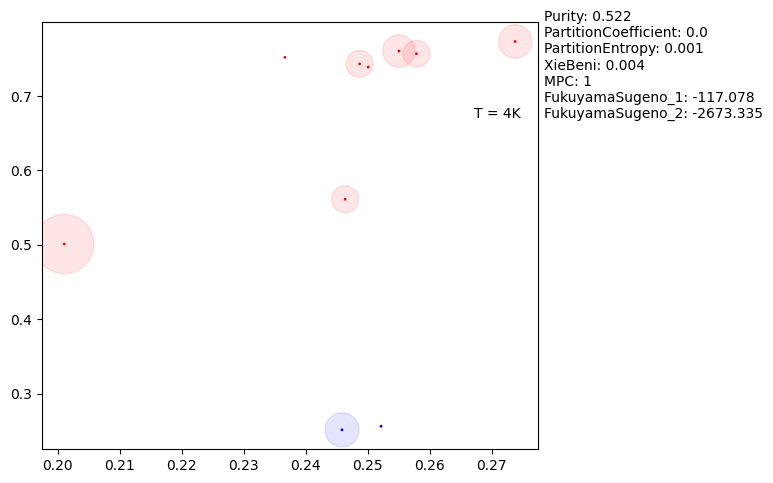 Purity: 0.522
PartitionCoefficient: 0.0
PartitionEntropy: 0.001
XieBeni: 0.004
MPC: 1
FukuyamaSugeno_1: -117.078
FukuyamaSugeno_2: -2673.335
T = 4K
0.7
0.6
0.5
0.4
0.3
0.20 0.21 0.22 0.23 0.24 0.25 0.26 0.27